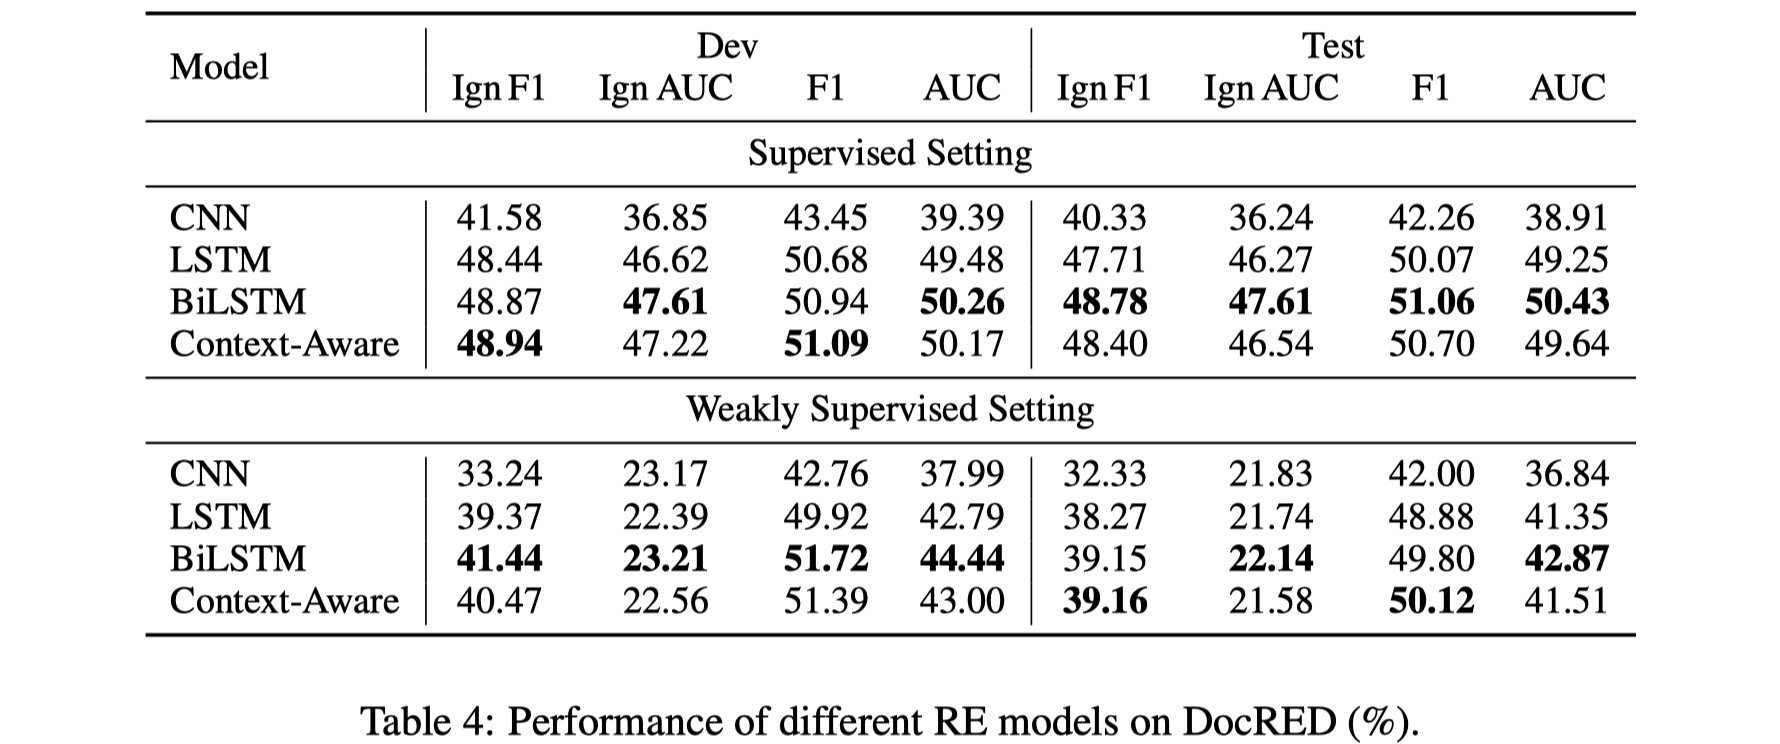 Model Dev Test
Ign F1 Ign AUC F1 AUC Ign F1 Ign AUC F1 AUC
Supervised Setting
CNN 41.58 36.85 43.45 39.39 40.33 36.24 42.26 38.91
LSTM 48.44 46.62 50.68 49.48 47.71 46.27 50.07 49.25
BiLSTM 48.87 47.61 50.94 50.26 48.78 47.61 51.06 50.43
Context-Aware 48.94 47.22 51.09 50.17 48.40 46.54 50.70 49.64
Weakly Supervised Setting
CNN 33.24 23.17 42.76 37.99 32.33 21.83 42.00 36.84
LSTM 39.37 22.39 49.92 42.79 38.27 21.74 48.88 41.35
BiLSTM 41.44 23.21 51.72 44.44 39.15 22.14 49.80 42.87
Context-Aware 40.47 22.56 51.39 43.00 39.16 21.58 50.12 41.51
Table 4: Performance of different RE models on DocRED (%).